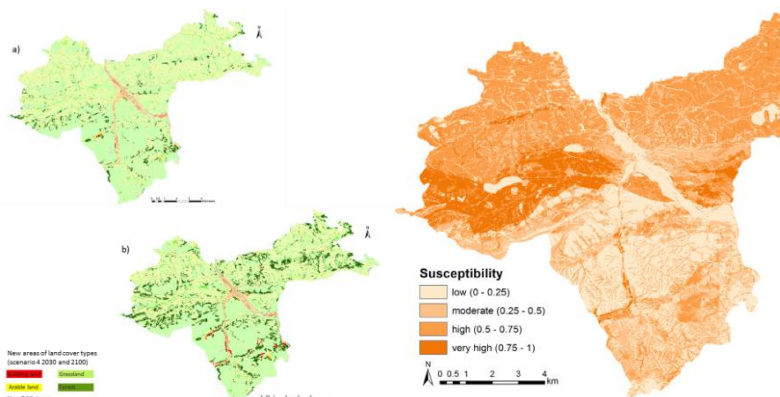 a)
N
b)
N
New areas of land cover types
(scenario 4 2030 and 2100)
Grassland
Arable land
Forest
Susceptibility
low (0 - 0.25)
moderate (0.25 - 0.5)
high (0.5 - 0.75)
very high (0.75 - 1)
N
0 0.5 1 2 3 4
km